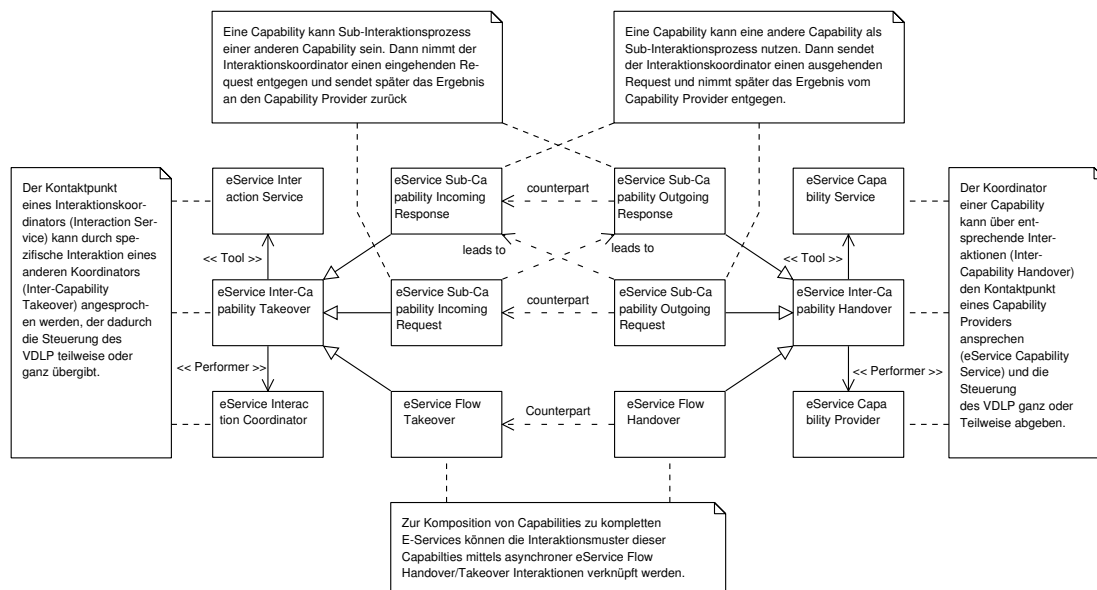 Eine Capability kann Sub-Interaktionsprozess
einer anderen Capability sein. Dann nimmt der
Interaktionskoordinator einen eingehenden Re-
quest entgegen und sendet später das Ergebnis
an den Capability Provider zurück
Eine Capability kann eine andere Capability als
Sub-Interaktionsprozess nutzen. Dann sendet
der Interaktionskoordinator einen ausgehenden
Request und nimmt später das Ergebnis vom
Capability Provider entgegen.
Der Kontaktpunkt
eines Interaktionskoor-
dinators (Interaction Ser-
vice) kann durch spe-
zifische Interaktion eines
anderen Koordinators
(Inter-Capability
Takeover) angesproch-
en werden, der dadurch
die Steuerung des
VDLP teilweise oder
ganz übergibt.
eService Inter
action Service
eService Sub-Ca
pability Incoming
Response
counterpart
eService Sub-Ca
pability Outgoing
Response
eService Capa
bility Service
<< Tool >>
leads to
leads to
<< Tool >>
eService Inter-Ca
pability Takeover
eService Sub-Ca
pability Incoming
Request
counterpart
eService Sub-Ca
pability Outgoing
Request
eService Inter-Ca
pability Handover
<< Performer >>
<< Performer >>
eService Interac
tion Coordinator
eService Flow
Takeover
Counterpart
eService Flow
Handover
eService Capa
bility Provider
Der Koordinator
einer Capability
kann über ent-
sprechende Inter-
aktionen (Inter-
Capability Handover)
den Kontaktpunkt
eines Capability
Providers
ansprechen
(eService Capability
Service) und die
Steuerung
des VDLP ganz oder
Teilweise abgeben.
Zur Komposition von Capabilities zu kompletten
E-Services können die Interaktionsmuster dieser
Capabilties mittels asynchroner eService Flow
Handover/Takeover Interaktionen verknüpft werden.